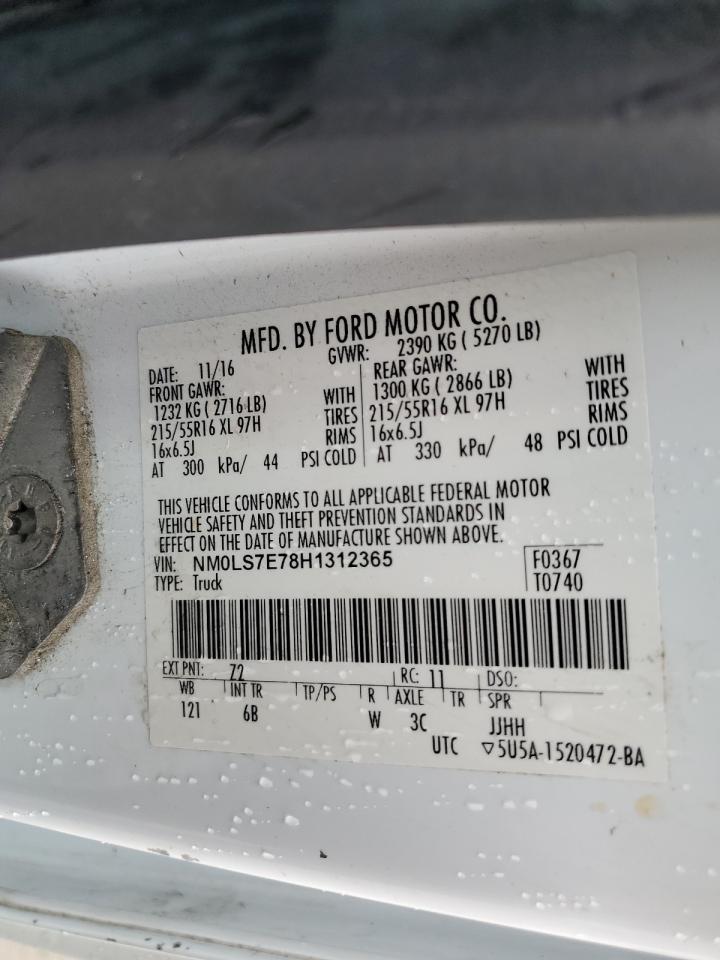 MFD. BY FORD MOTOR CO.
DATE: 11/16 GVWR: 2390 KG ( 5270 LB)
FRONT GAWR: REAR GAWR: WITH
1232 KG ( 2716 LB) WITH 1300 KG ( 2866 LB) TIRES
215/55R16 XL 97H TIRES 215/55R16 XL 97H RIMS
16x6.5J RIMS 16x6.5J
AT 300 kPa/ 44 PSI COLD AT 330 kPa/ 48 PSI COLD
THIS VEHICLE CONFORMS TO ALL APPLICABLE FEDERAL MOTOR
VEHICLE SAFETY AND THEFT PREVENTION STANDARDS IN
EFFECT ON THE DATE OF MANUFACTURE SHOWN ABOVE.
VIN: NM0LS7E78H1312365 F0367
TYPE: Truck T0740
EXT PNT: Z2 RC: 11 DSO:
WB INT TR TP/PS R AXLE TR SPR
121 6B W 3C JJHH
UTC ▽5U5A-1520472-BA